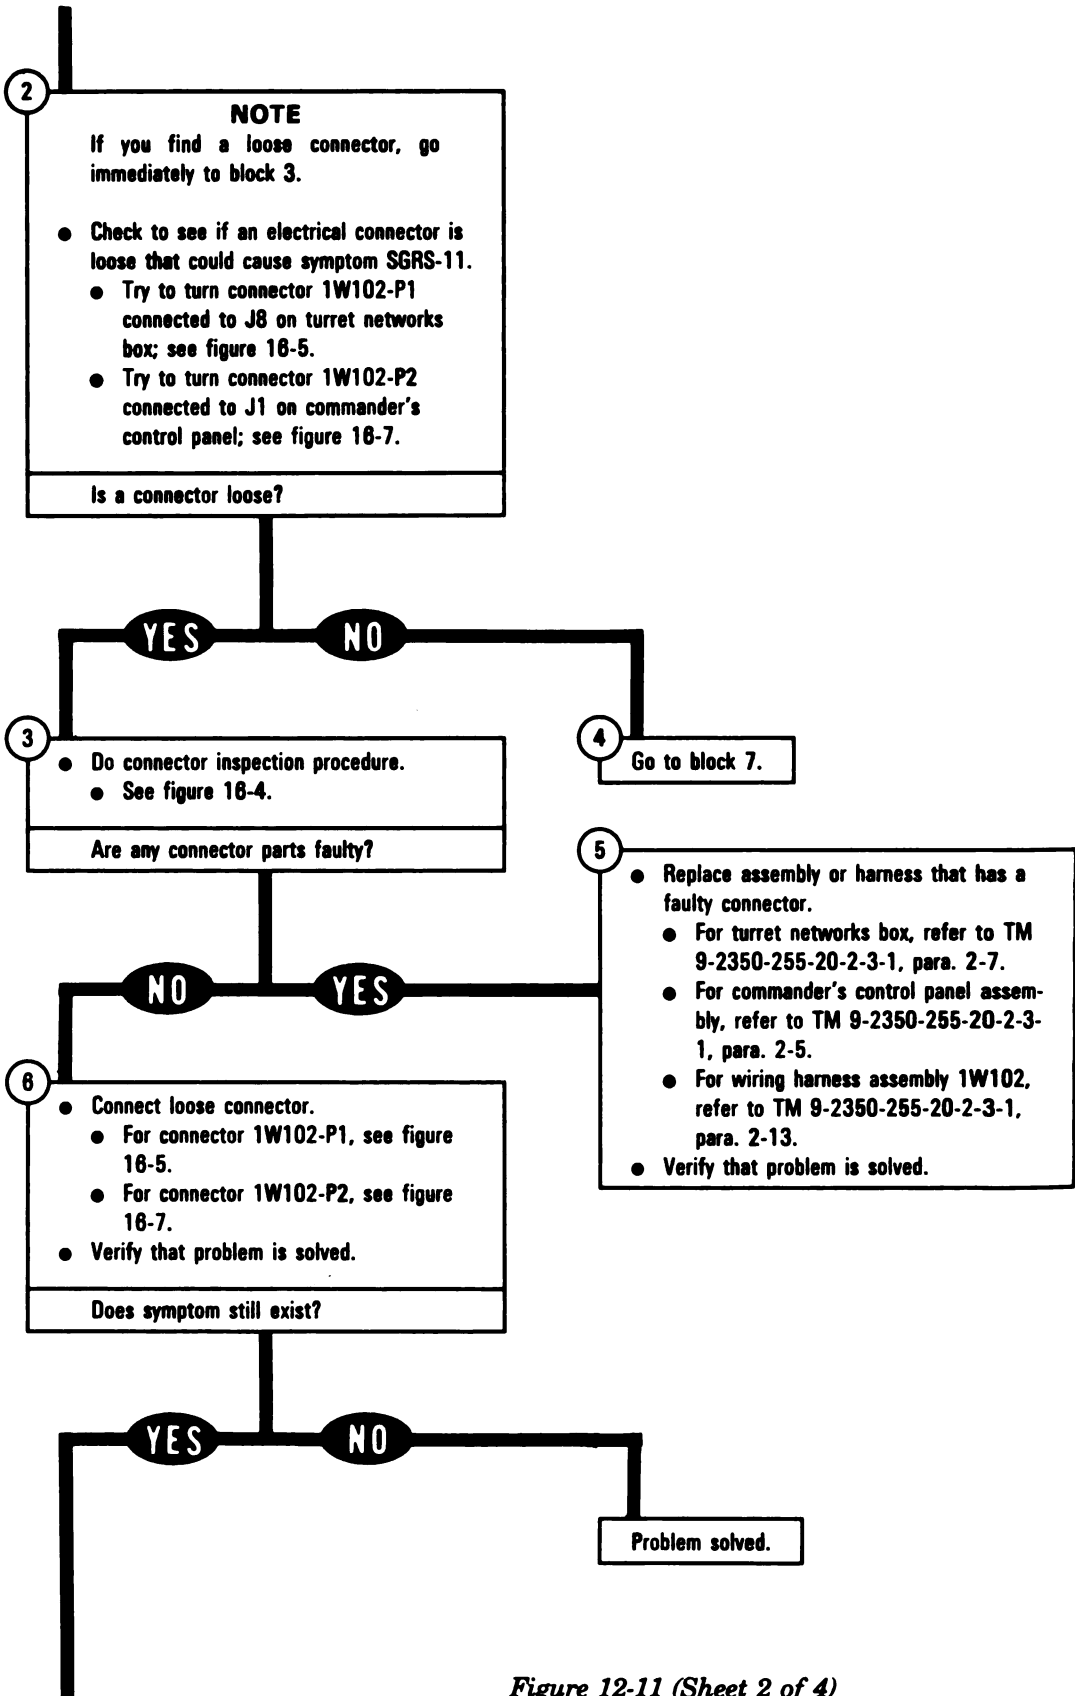 2
NOTE
If you find a loose connector, go
immediately to block 3.
● Check to see if an electrical connector is
loose that could cause symptom SGRS-11.
● Try to turn connector 1W102-P1
connected to J8 on turret networks
box; see figure 16-5.
● Try to turn connector 1W102-P2
connected to J1 on commander's
control panel; see figure 16-7.
Is a connector loose?
YES
NO
3
● Do connector inspection procedure.
● See figure 16-4.
Are any connector parts faulty?
4
Go to block 7.
5
● Replace assembly or harness that has a
faulty connector.
● For turret networks box, refer to TM
9-2350-255-20-2-3-1, para. 2-7.
● For commander's control panel assem-
bly, refer to TM 9-2350-255-20-2-3-
1, para. 2-5.
● For wiring harness assembly 1W102,
refer to TM 9-2350-255-20-2-3-1,
para. 2-13.
● Verify that problem is solved.
NO
YES
6
● Connect loose connector.
● For connector 1W102-P1, see figure
16-5.
● For connector 1W102-P2, see figure
16-7.
● Verify that problem is solved.
Does symptom still exist?
YES
NO
Problem solved.
Figure 12-11 (Sheet 2 of 4)